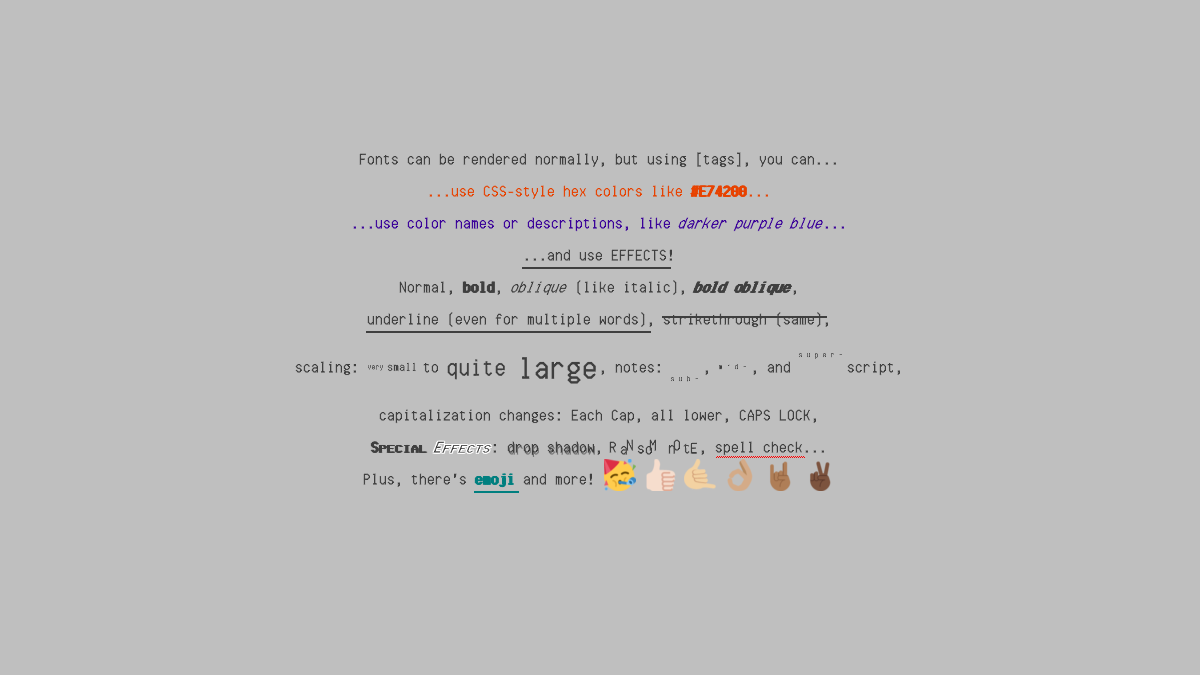 Fonts can be rendered normally, but using [tags], you can...
...use CSS-style hex colors like #E74200...
...use color names or descriptions, like darker purple blue...
...and use EFFECTS!
Normal, bold, oblique (like italic), bold oblique,
underline (even for multiple words), strikethrough (same),
scaling: very small to quite large, notes: sub-, mid-, and super-script,
capitalization changes: Each Cap, all lower, CAPS LOCK,
SPECIAL EFFECTS: drop shadow, RaNsoM nOtE, spell check...
Plus, there's emoji and more! 🥳 👍🏻 🤙🏼 👌🏽 🤘🏾 ✌🏿